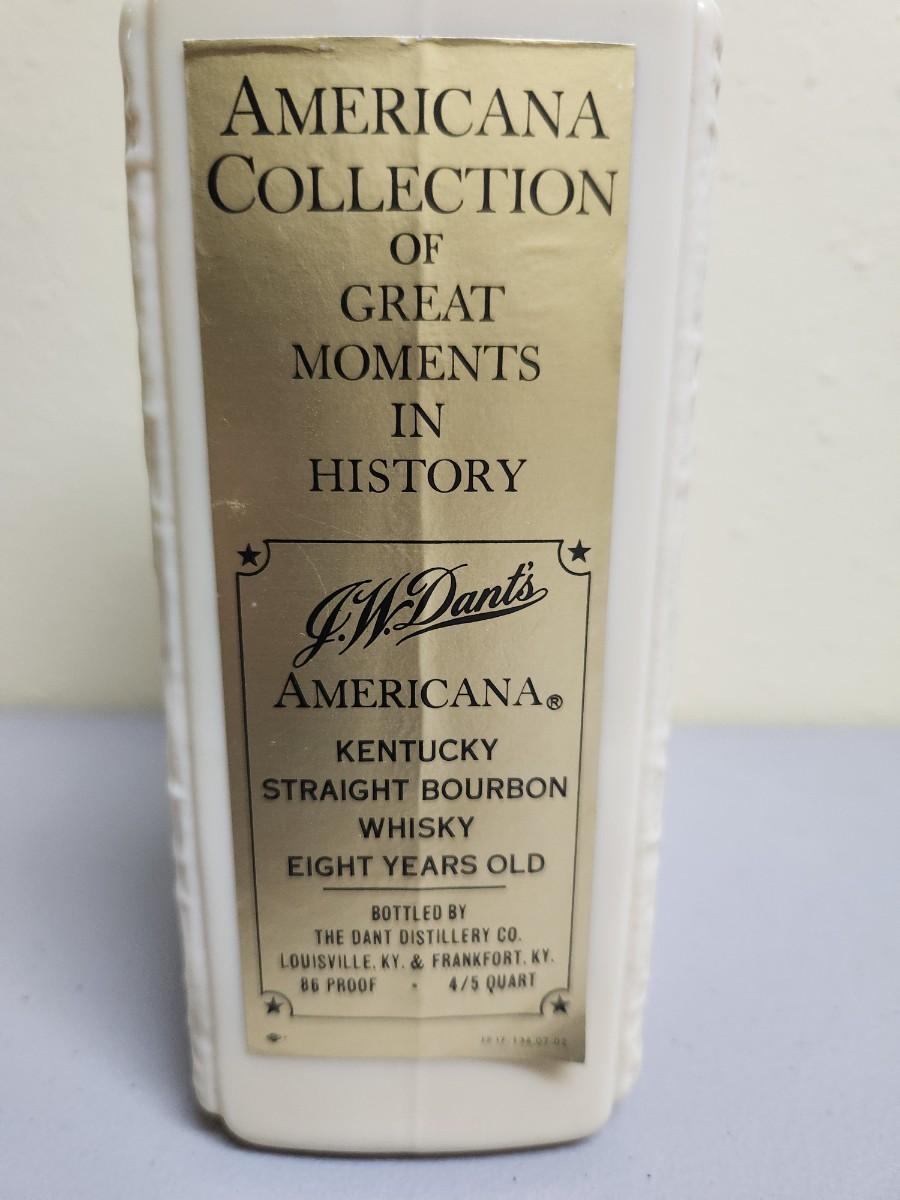 AMERICANA
COLLECTION
OF
GREAT
MOMENTS
IN
HISTORY
J.W. Dant's
AMERICANA®
KENTUCKY
STRAIGHT BOURBON
WHISKY
EIGHT YEARS OLD
BOTTLED BY
THE DANT DISTILLERY CO.
LOUISVILLE, KY. & FRANKFORT, KY.
86 PROOF • 4/5 QUART